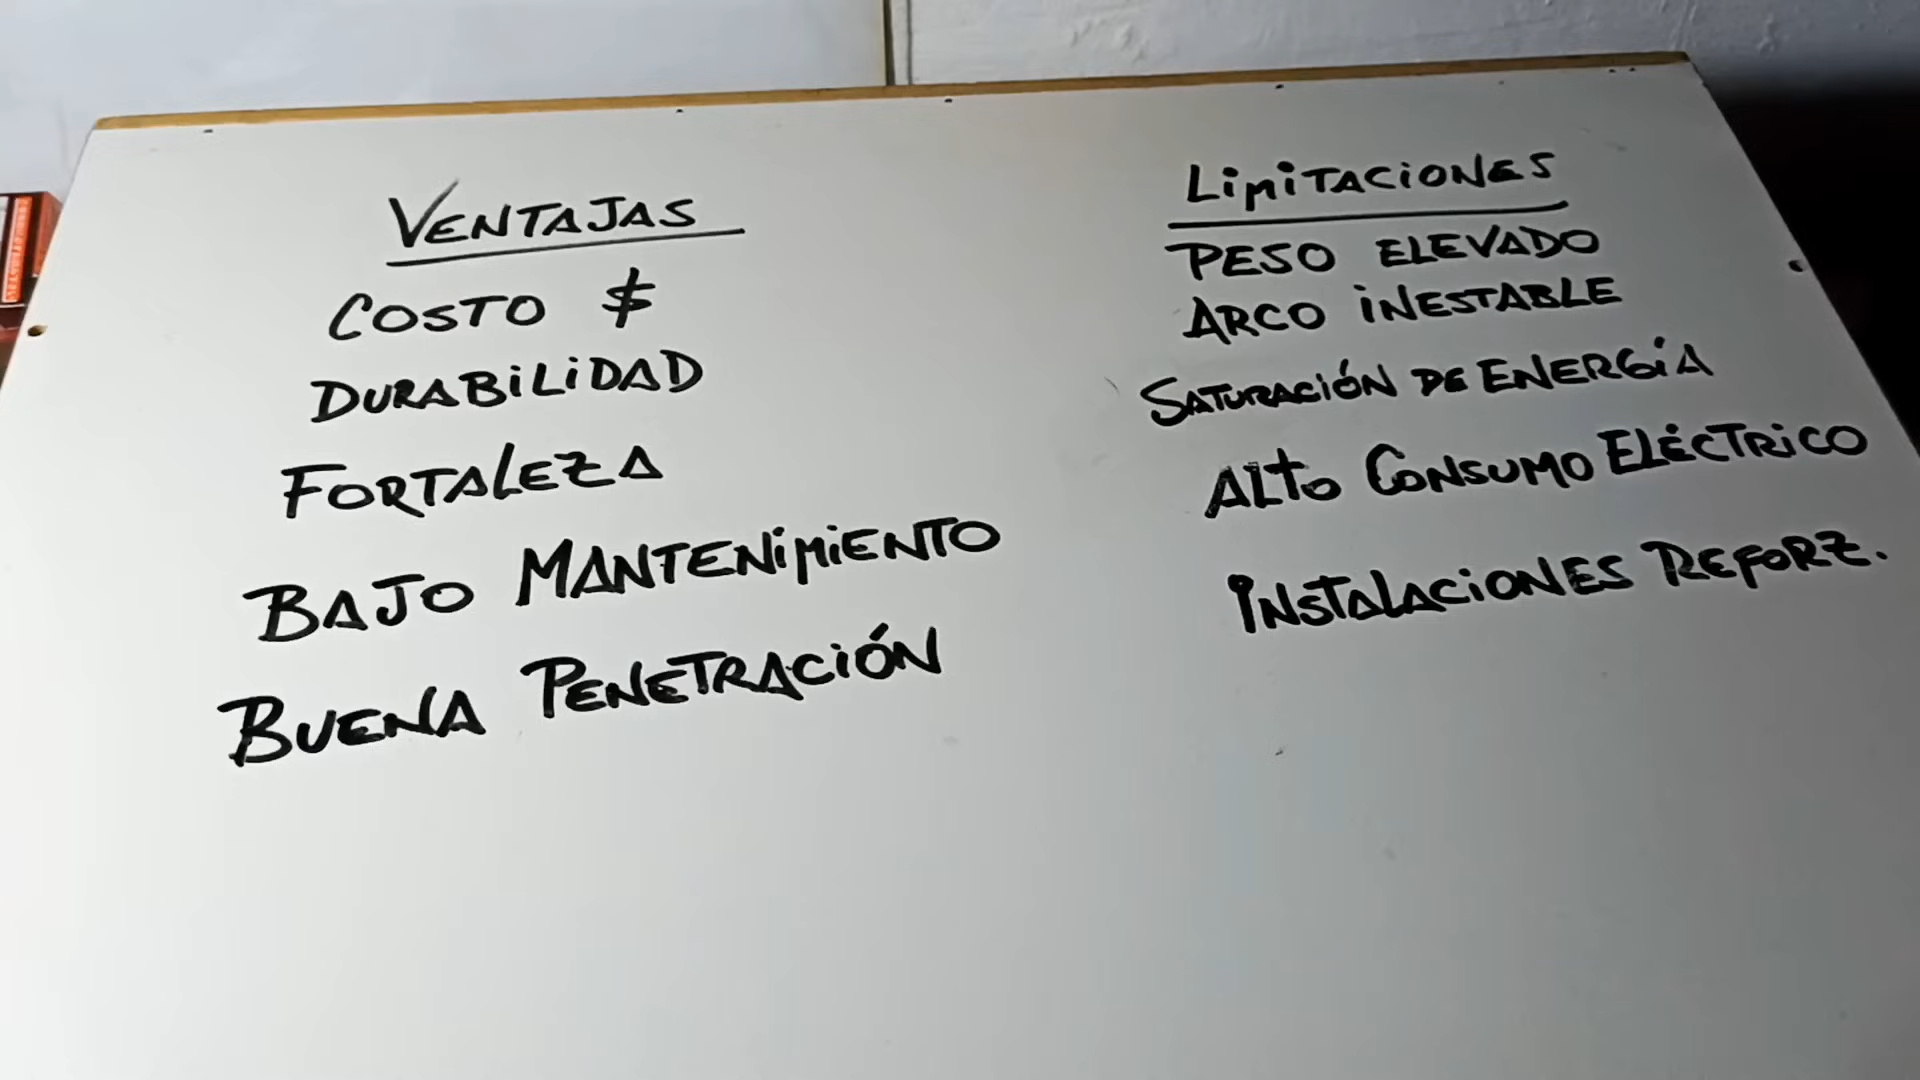 VENTAJAS
COSTO $
DURABILIDAD
FORTALEZA
BAJO MANTENIMIENTO
BUENA PENETRACIÓN
LIMITACIONES
PESO ELEVADO
ARCO INESTABLE
SATURACIÓN DE ENERGÍA
ALTO CONSUMO ELÉCTRICO
INSTALACIONES REFORZ.